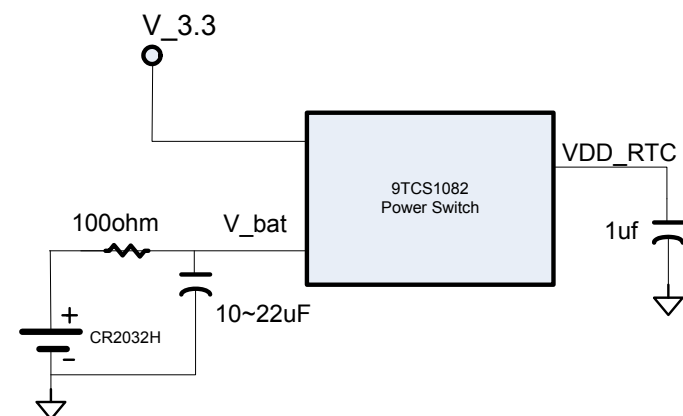 V_3.3
9TCS1082
Power Switch
VDD_RTC
100ohm
V_bat
1uf
10~22uF
+
CR2032H
−